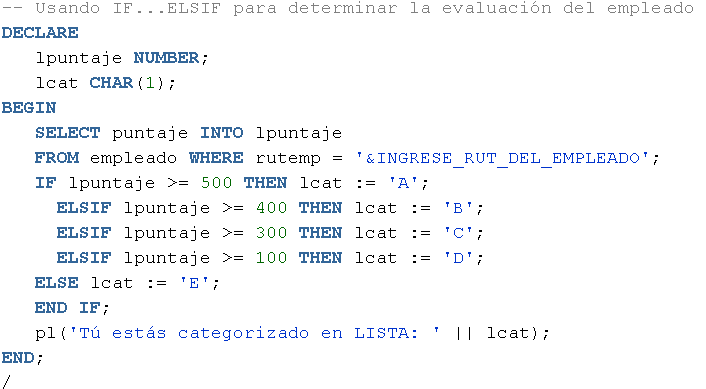 -- Usando IF...ELSIF para determinar la evaluación del empleado
DECLARE
   lpuntaje NUMBER;
   lcat CHAR(1);
BEGIN
   SELECT puntaje INTO lpuntaje
   FROM empleado WHERE rutemp = '&INGRESE_RUT_DEL_EMPLEADO';
   IF lpuntaje >= 500 THEN lcat := 'A';
     ELSIF lpuntaje >= 400 THEN lcat := 'B';
     ELSIF lpuntaje >= 300 THEN lcat := 'C';
     ELSIF lpuntaje >= 100 THEN lcat := 'D';
   ELSE lcat := 'E';
   END IF;
   pl('Tú estás categorizado en LISTA: ' || lcat);
END;
/